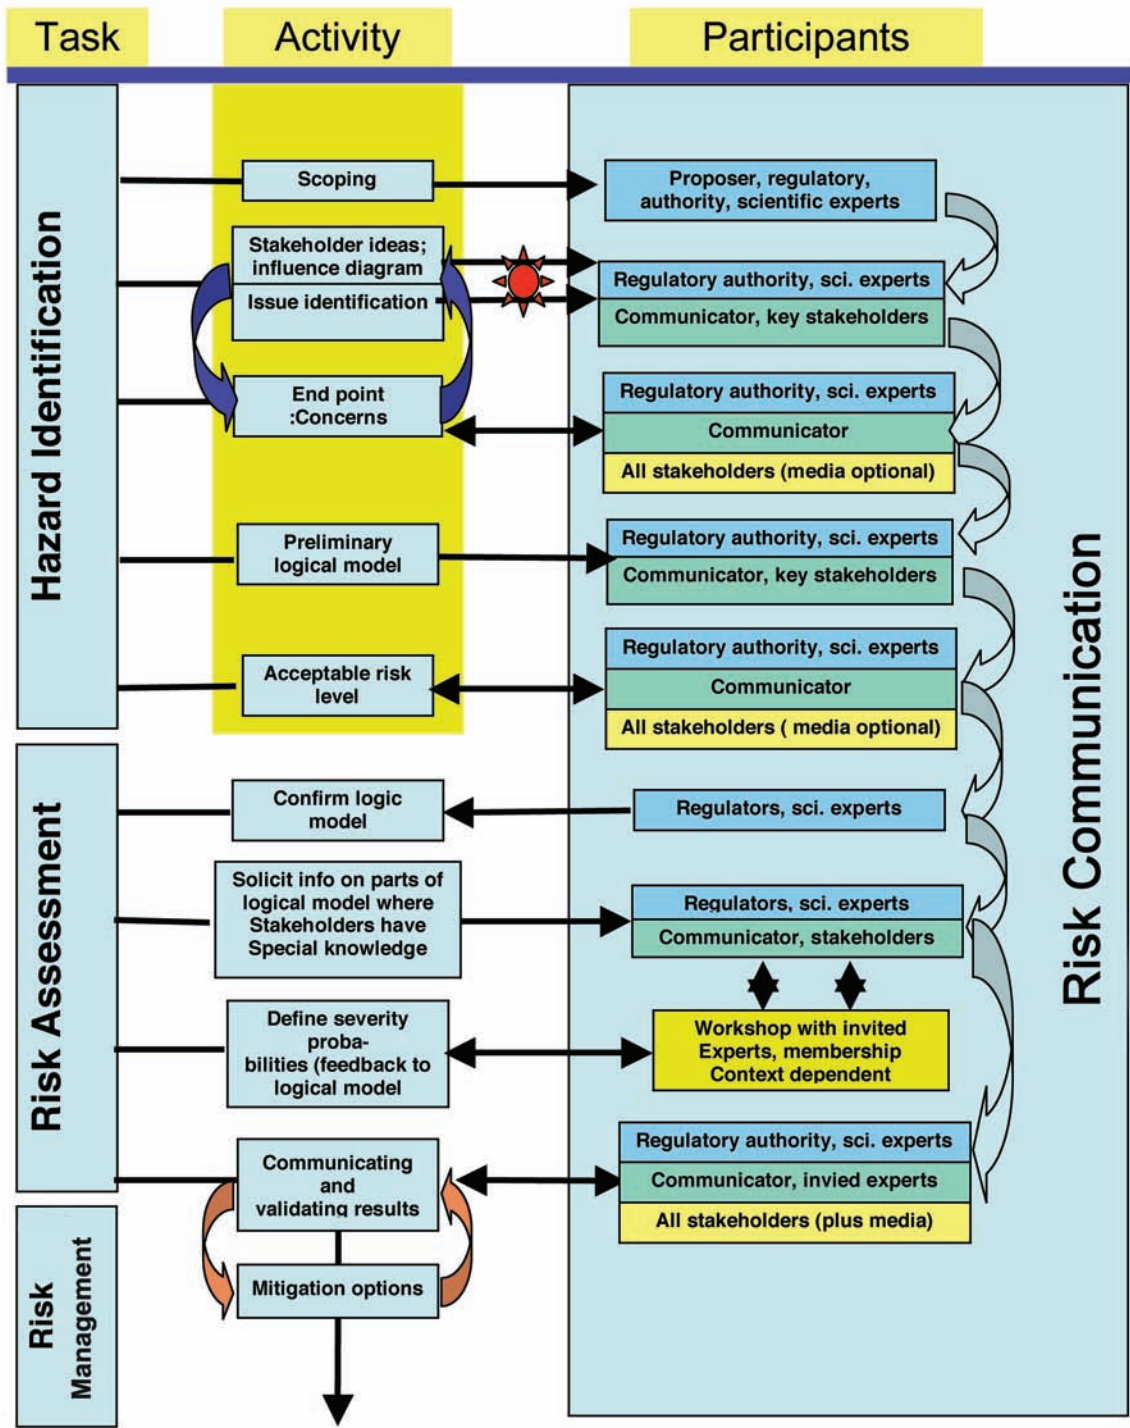 Task
Activity
Participants
Hazard Identification
Scoping
Proposer, regulatory,
authority, scientific experts
Stakeholder ideas;
influence diagram
Issue identification
Regulatory authority, sci. experts
Communicator, key stakeholders
End point
:Concerns
Regulatory authority, sci. experts
Communicator
All stakeholders (media optional)
Preliminary
logical model
Regulatory authority, sci. experts
Communicator, key stakeholders
Acceptable risk
level
Regulatory authority, sci. experts
Communicator
All stakeholders ( media optional)
Risk Communication
Risk Assessment
Confirm logic
model
Regulators, sci. experts
Solicit info on parts of
logical model where
Stakeholders have
Special knowledge
Regulators, sci. experts
Communicator, stakeholders
Define severity
proba-
bilities (feedback to
logical model
Workshop with invited
Experts, membership
Context dependent
Communicating
and
validating results
Regulatory authority, sci. experts
Communicator, invied experts
All stakeholders (plus media)
Risk
Management
Mitigation options